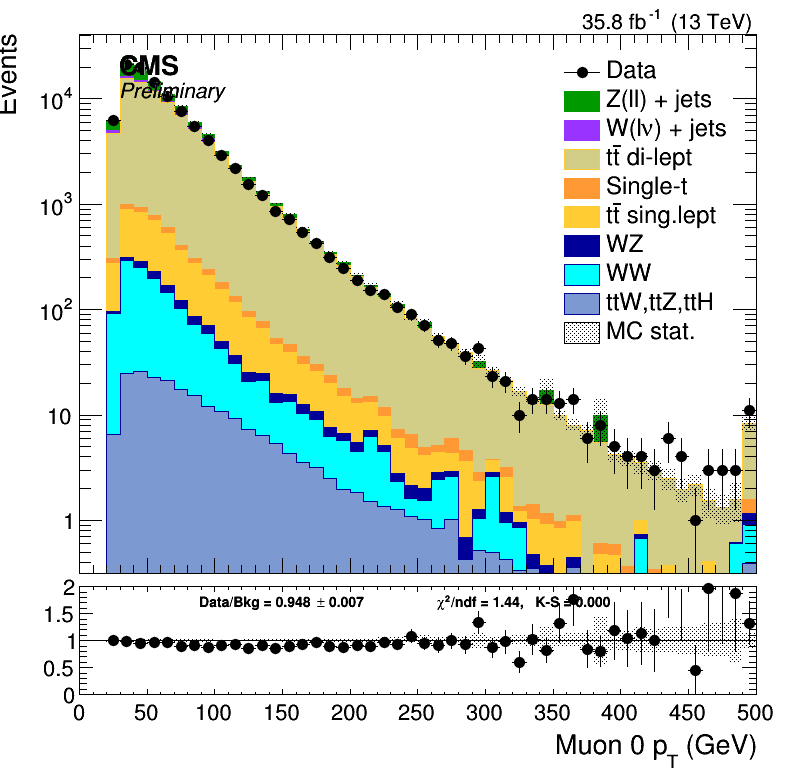 35.8 fb⁻¹ (13 TeV)
Events
CMS
Preliminary
Data
Z(ll) + jets
W(lν) + jets
tt̄ di-lept
Single-t
tt̄ sing.lept
WZ
WW
ttW,ttZ,ttH
MC stat.
10⁴
10³
10²
10
1
Data/Bkg = 0.948 ± 0.007
χ²/ndf = 1.44, K-S = 0.000
2
1.5
1
0.5
0
0 50 100 150 200 250 300 350 400 450 500
Muon 0 p_T (GeV)